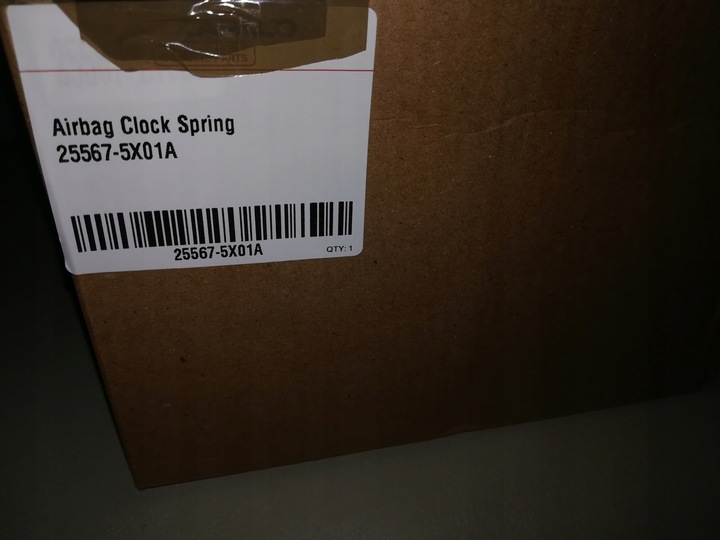 Airbag Clock Spring
25567-5X01A
25567-5X01A
QTY: 1